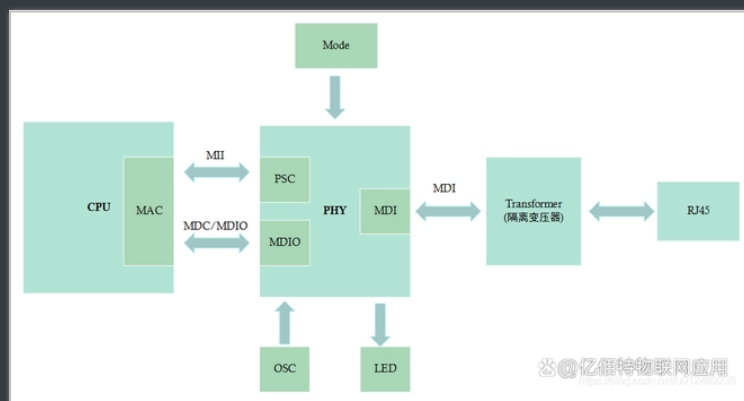 Mode
MII
CPU
MAC
PSC
PHY
MDI
MDI
Transformer
(隔离变压器)
RJ45
MDC/MDIO
MDIO
OSC
LED
@亿佰特物联网应用